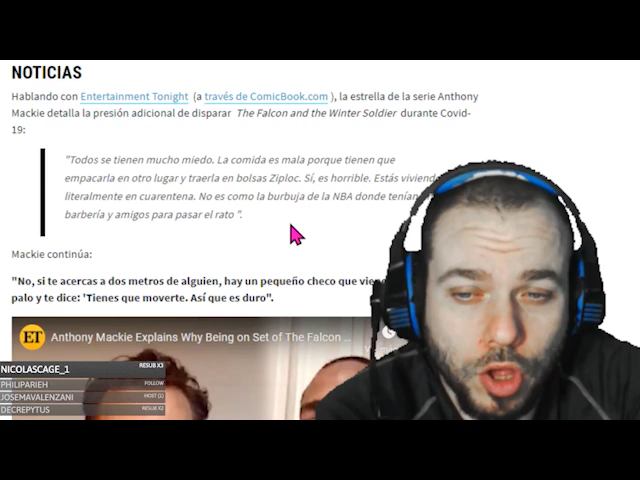 NOTICIAS
Hablando con Entertainment Tonight (a través de ComicBook.com ), la estrella de la serie Anthony
Mackie detalla la presión adicional de disparar The Falcon and the Winter Soldier durante Covid-
19:
"Todos se tienen mucho miedo. La comida es mala porque tienen que
empacarla en otro lugar y traerla en bolsas Ziploc. Sí, es horrible. Estás
literalmente en cuarentena. No es como la burbuja de la NBA donde
barbería y amigos para pasar el rato ".
Mackie continúa:
"No, si te acercas a dos metros de alguien, hay un pequeño checo que
palo y te dice: 'Tienes que moverte. Así que es duro".
ET Anthony Mackie Explains Why Being on Set of The Falcon ...
NICOLASCAGE_1 RESUB X3
PHILIPARIEH FOLLOW
JOSEMAVALENZANI HOST (1)
DECREPYTUS RESUB X2